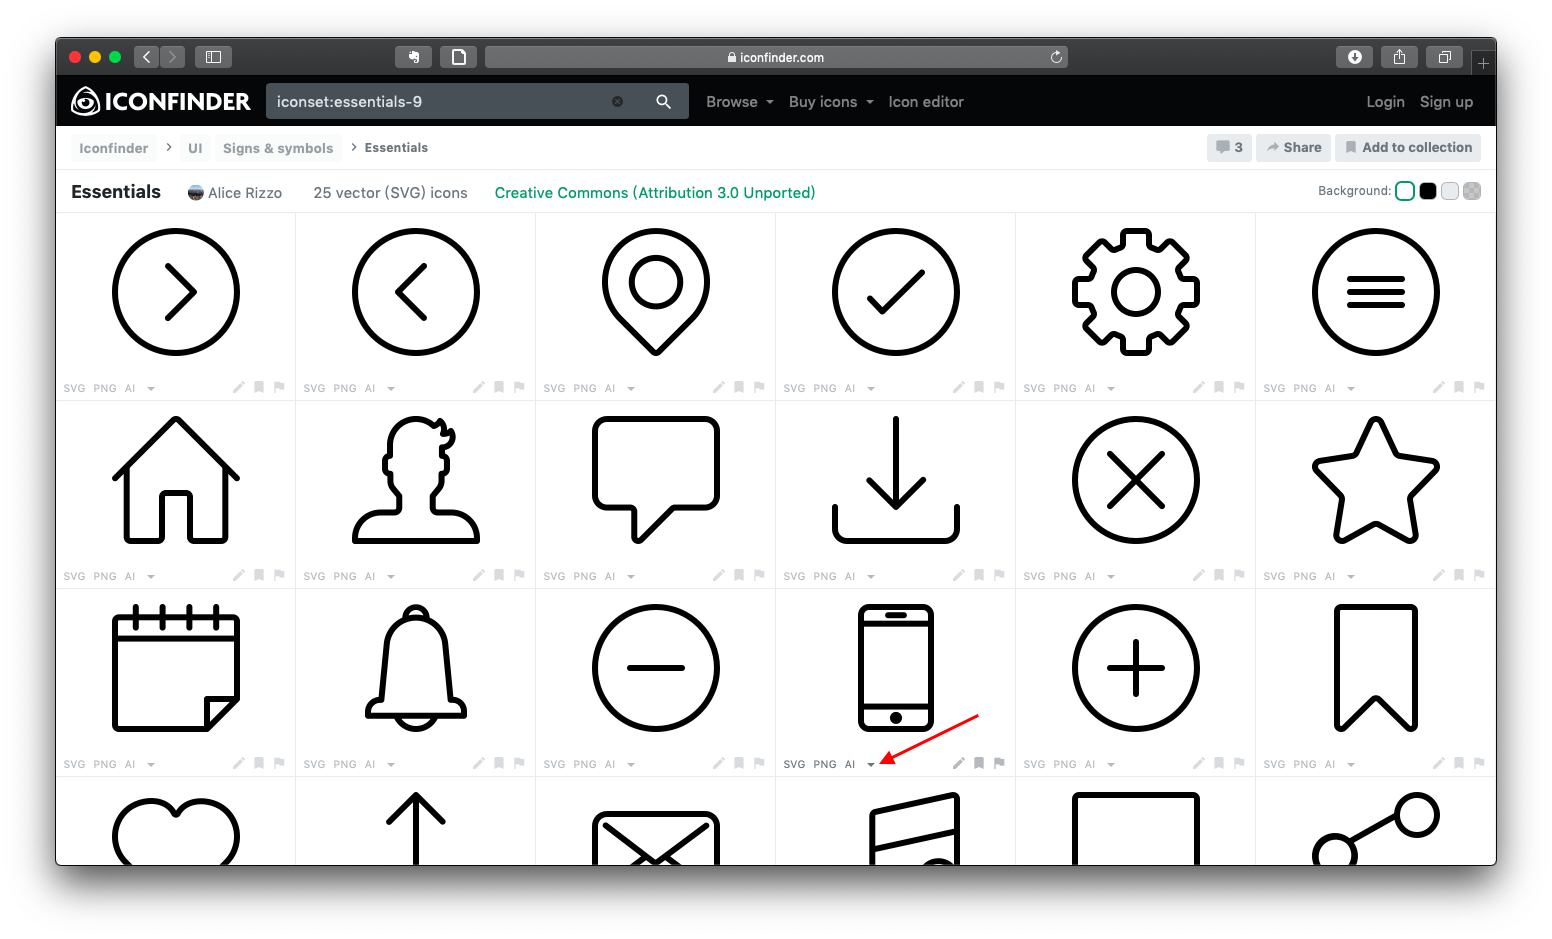 iconfinder.com
ICONFINDER iconset:essentials-9 Browse Buy icons Icon editor Login Sign up
Iconfinder UI Signs & symbols Essentials 3 Share Add to collection
Essentials Alice Rizzo 25 vector (SVG) icons Creative Commons (Attribution 3.0 Unported) Background:
SVG PNG AI SVG PNG AI SVG PNG AI SVG PNG AI SVG PNG AI SVG PNG AI
SVG PNG AI SVG PNG AI SVG PNG AI SVG PNG AI SVG PNG AI SVG PNG AI
SVG PNG AI SVG PNG AI SVG PNG AI SVG PNG AI SVG PNG AI SVG PNG AI